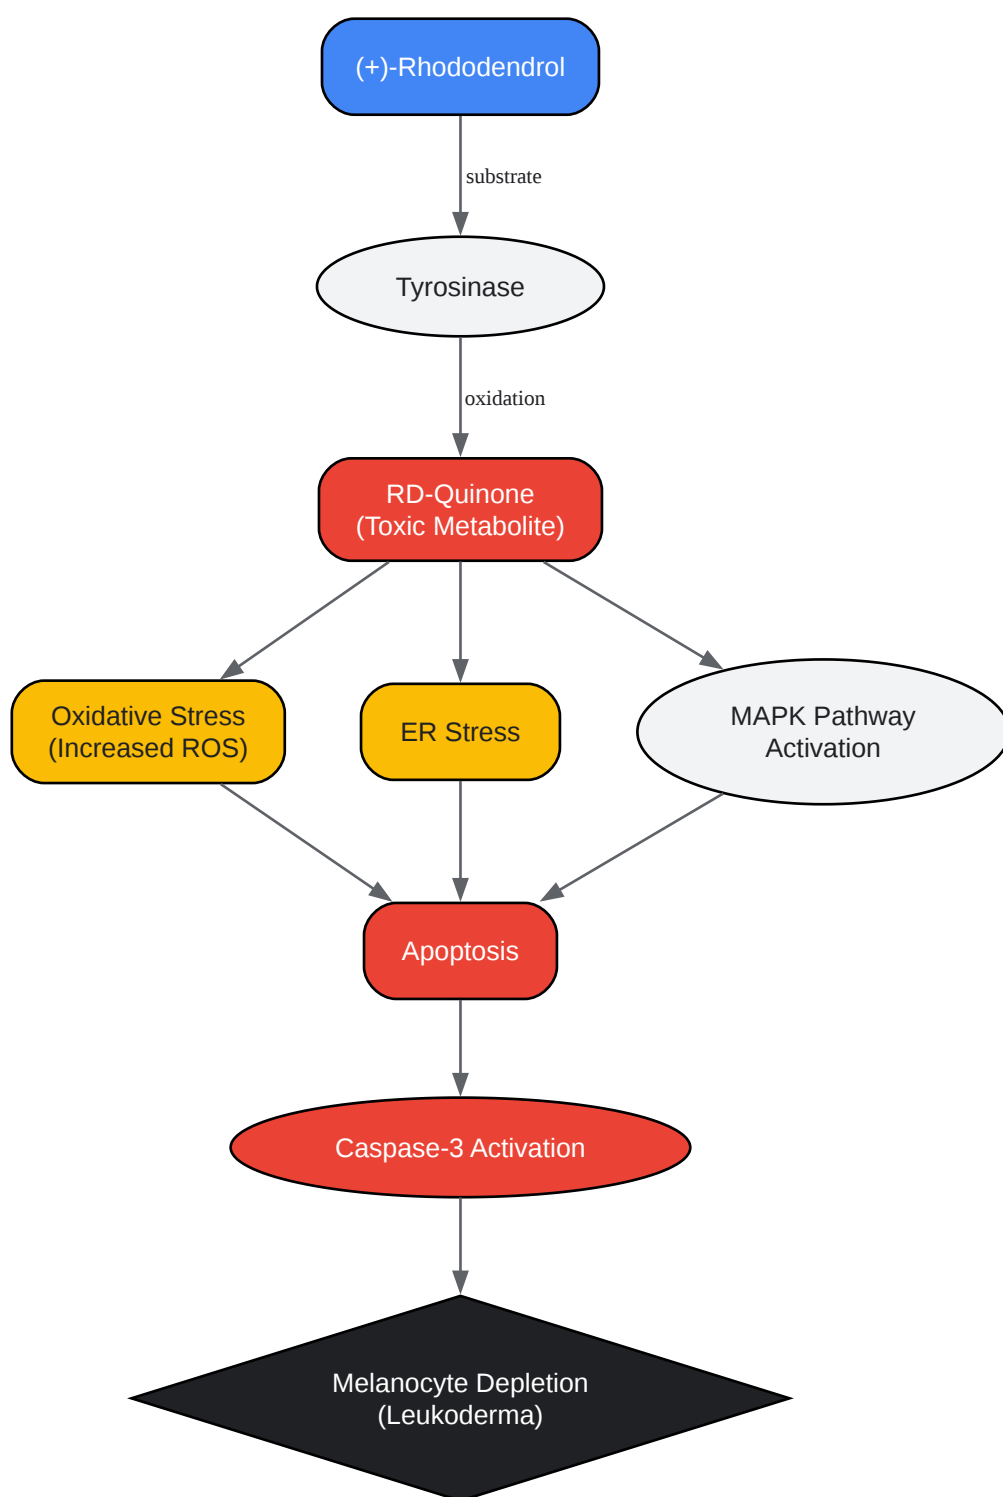 (+)-Rhododendrol
substrate
Tyrosinase
oxidation
RD-Quinone
(Toxic Metabolite)
Oxidative Stress
(Increased ROS)
ER Stress
MAPK Pathway
Activation
Apoptosis
Caspase-3 Activation
Melanocyte Depletion
(Leukoderma)